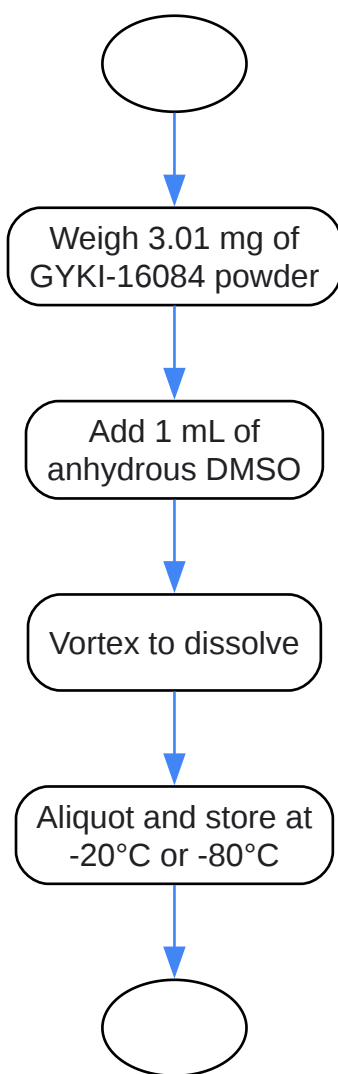 Weigh 3.01 mg of
GYKI-16084 powder
Add 1 mL of
anhydrous DMSO
Vortex to dissolve
Aliquot and store at
-20°C or -80°C